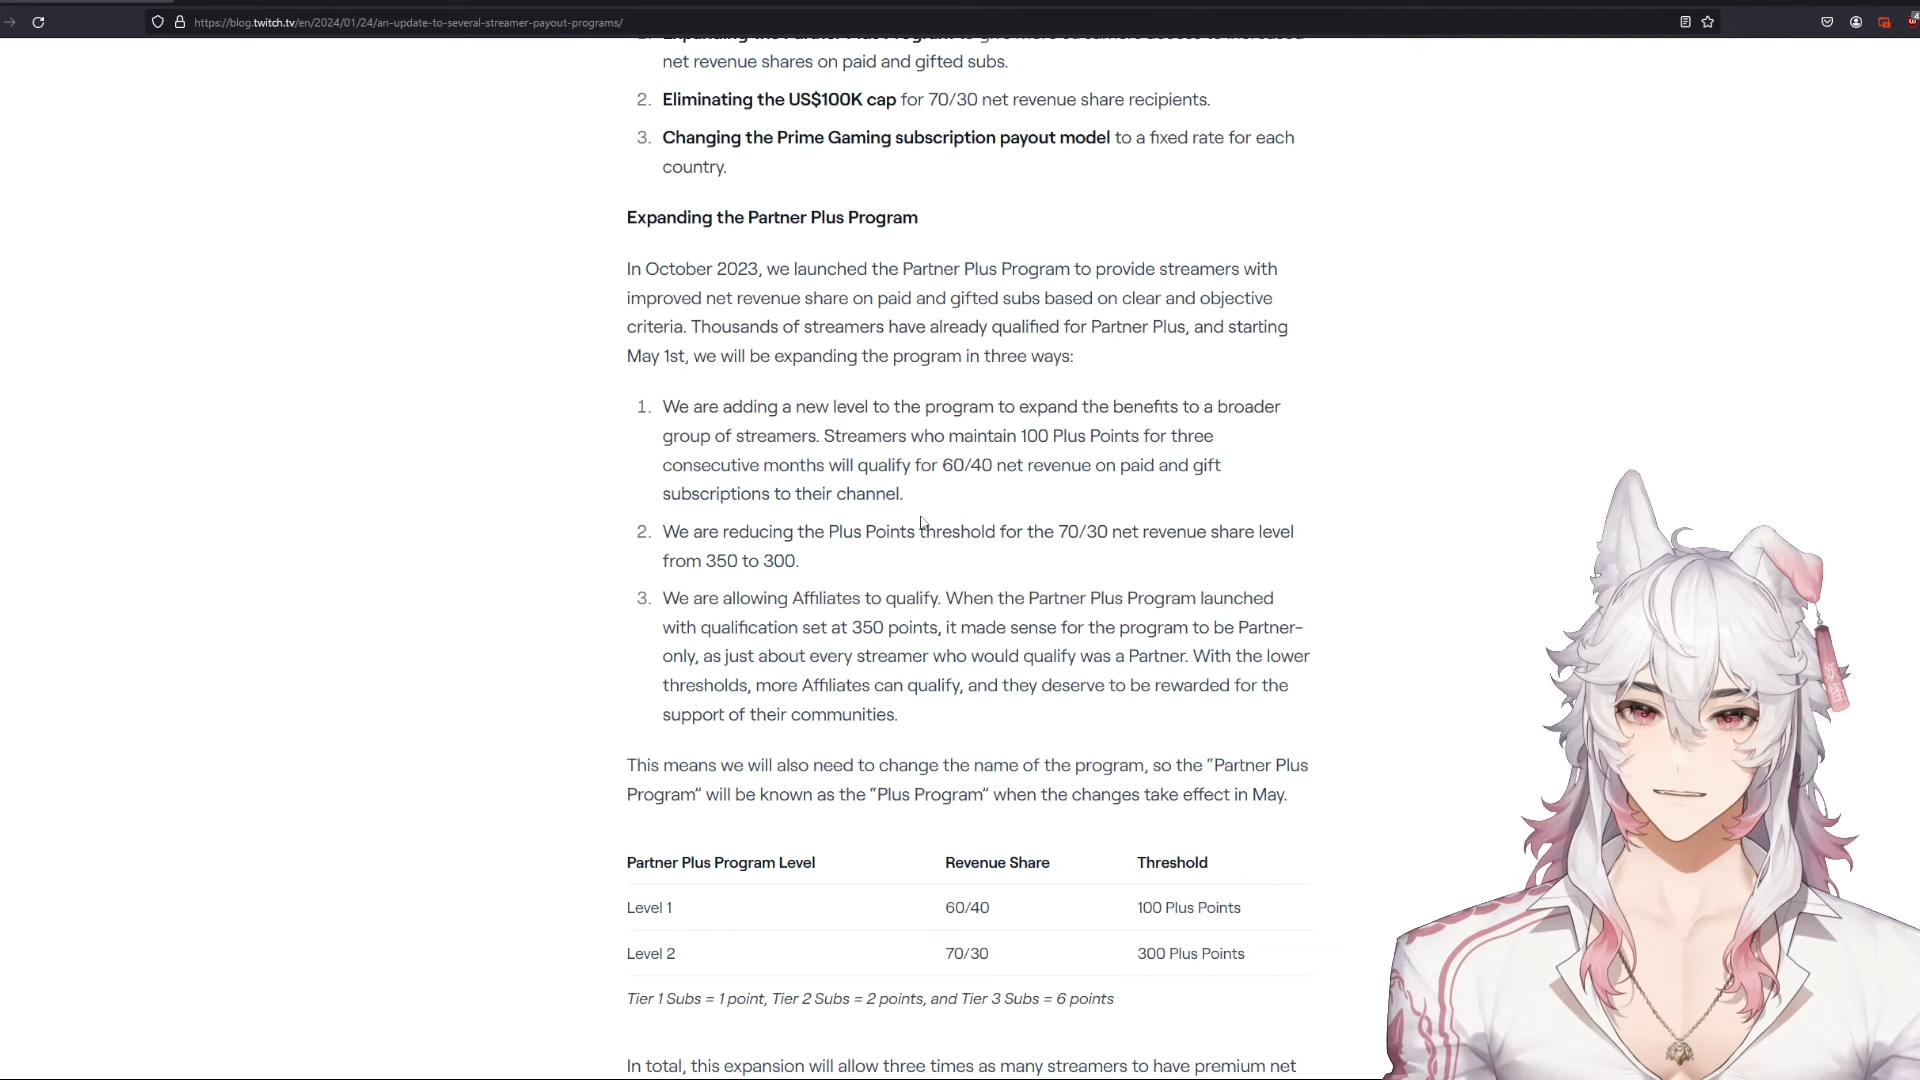 https://blog.twitch.tv/en/2024/01/24/an-update-to-several-streamer-payout-programs/
net revenue shares on paid and gifted subs.
2. Eliminating the US$100K cap for 70/30 net revenue share recipients.
3. Changing the Prime Gaming subscription payout model to a fixed rate for each
country.
Expanding the Partner Plus Program
In October 2023, we launched the Partner Plus Program to provide streamers with
improved net revenue share on paid and gifted subs based on clear and objective
criteria. Thousands of streamers have already qualified for Partner Plus, and starting
May 1st, we will be expanding the program in three ways:
1. We are adding a new level to the program to expand the benefits to a broader
group of streamers. Streamers who maintain 100 Plus Points for three
consecutive months will qualify for 60/40 net revenue on paid and gift
subscriptions to their channel.
2. We are reducing the Plus Points threshold for the 70/30 net revenue share level
from 350 to 300.
3. We are allowing Affiliates to qualify. When the Partner Plus Program launched
with qualification set at 350 points, it made sense for the program to be Partner-
only, as just about every streamer who would qualify was a Partner. With the lower
thresholds, more Affiliates can qualify, and they deserve to be rewarded for the
support of their communities.
This means we will also need to change the name of the program, so the “Partner Plus
Program” will be known as the “Plus Program” when the changes take effect in May.
Partner Plus Program Level Revenue Share Threshold
Level 1 60/40 100 Plus Points
Level 2 70/30 300 Plus Points
Tier 1 Subs = 1 point, Tier 2 Subs = 2 points, and Tier 3 Subs = 6 points
In total, this expansion will allow three times as many streamers to have premium net